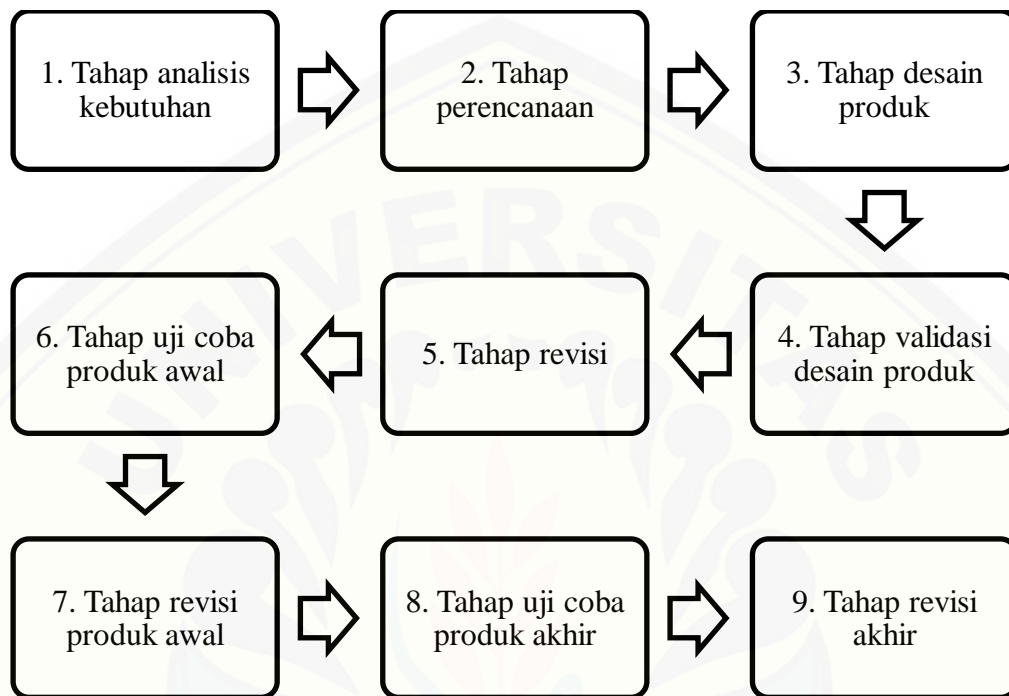 1. Tahap analisis
kebutuhan
2. Tahap
perencanaan
3. Tahap desain
produk
4. Tahap validasi
desain produk
5. Tahap revisi
6. Tahap uji coba
produk awal
7. Tahap revisi
produk awal
8. Tahap uji coba
produk akhir
9. Tahap revisi
akhir
UNIVERSITAS